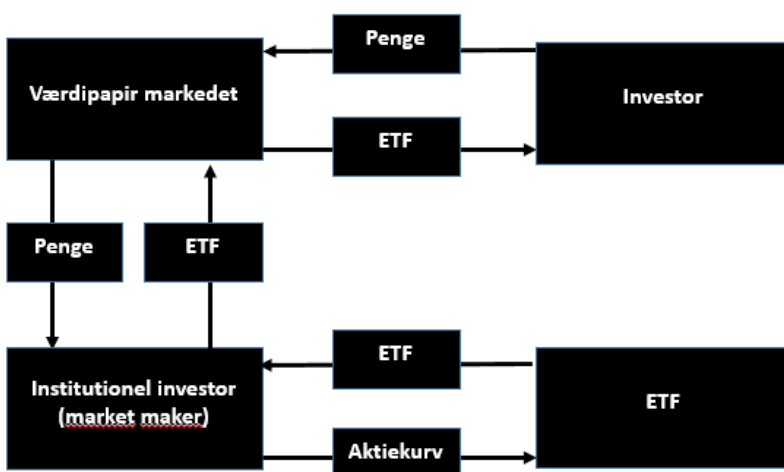 Penge
Værdipapir markedet
Investor
ETF
Penge
ETF
ETF
Institutionel investor
(market maker)
ETF
Aktiekurv